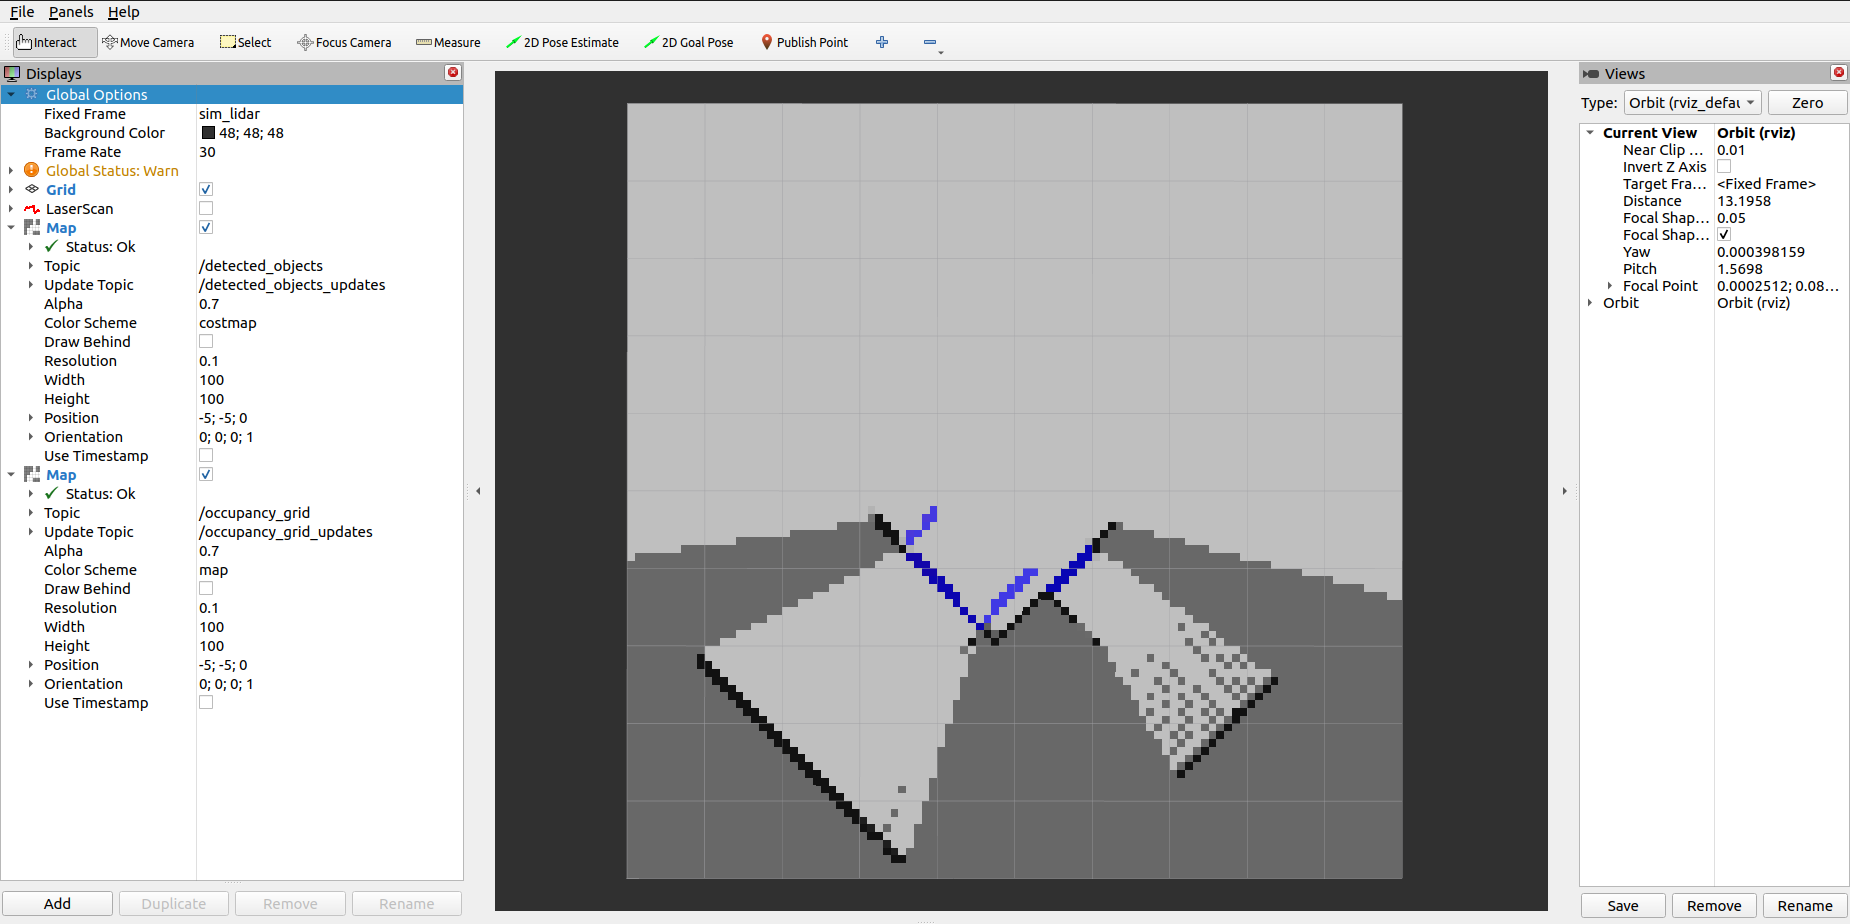 File Panels Help
Interact Move Camera Select Focus Camera Measure 2D Pose Estimate 2D Goal Pose Publish Point
Displays
Global Options
Fixed Frame sim_lidar
Background Color 48; 48; 48
Frame Rate 30
Global Status: Warn
Grid
LaserScan
Map
Status: Ok
Topic /detected_objects
Update Topic /detected_objects_updates
Alpha 0.7
Color Scheme costmap
Draw Behind
Resolution 0.1
Width 100
Height 100
Position -5; -5; 0
Orientation 0; 0; 0; 1
Use Timestamp
Map
Status: Ok
Topic /occupancy_grid
Update Topic /occupancy_grid_updates
Alpha 0.7
Color Scheme map
Draw Behind
Resolution 0.1
Width 100
Height 100
Position -5; -5; 0
Orientation 0; 0; 0; 1
Use Timestamp
Add Duplicate Remove Rename
Views
Type: Orbit (rviz_defau Zero
Current View Orbit (rviz)
Near Clip ... 0.01
Invert Z Axis
Target Fra... <Fixed Frame>
Distance 13.1958
Focal Shap... 0.05
Focal Shap...
Yaw 0.000398159
Pitch 1.5698
Focal Point 0.0002512; 0.08...
Orbit Orbit (rviz)
Save Remove Rename